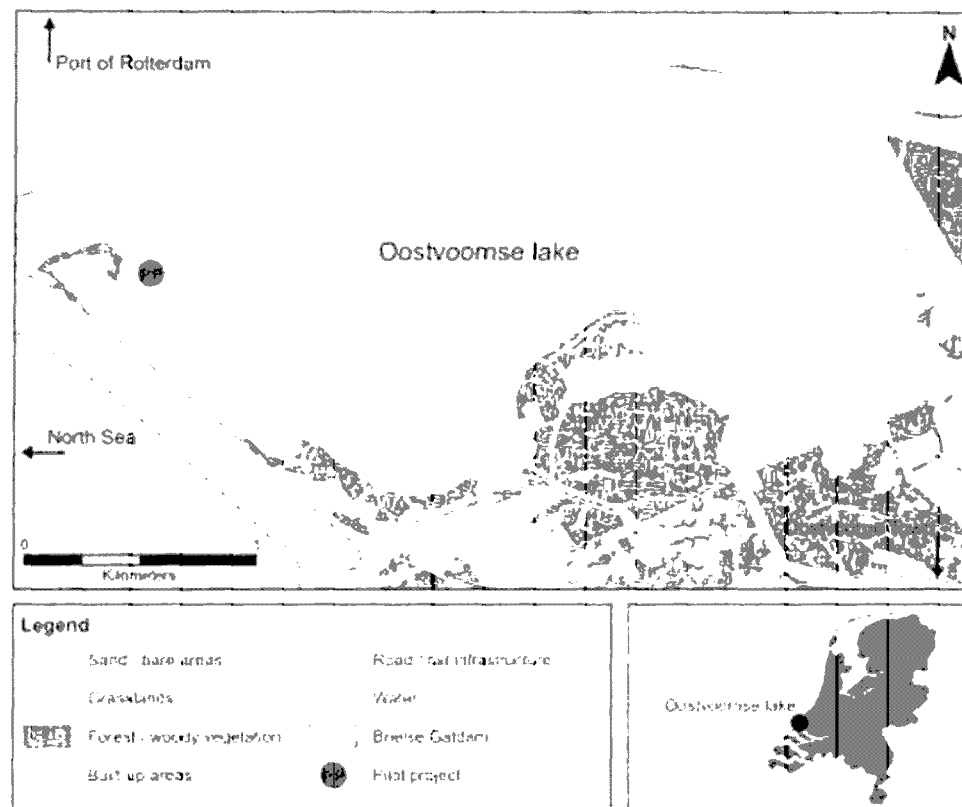 N
Port of Rotterdam
Oostvoornse lake
North Sea
0 1
Kilometers
Legend
Sand / bare areas
Road / rail infrastructure
Grasslands
Water
Forest / woody vegetation
Brielse Gatdam
Built up areas
Pilot project
Oostvoornse lake